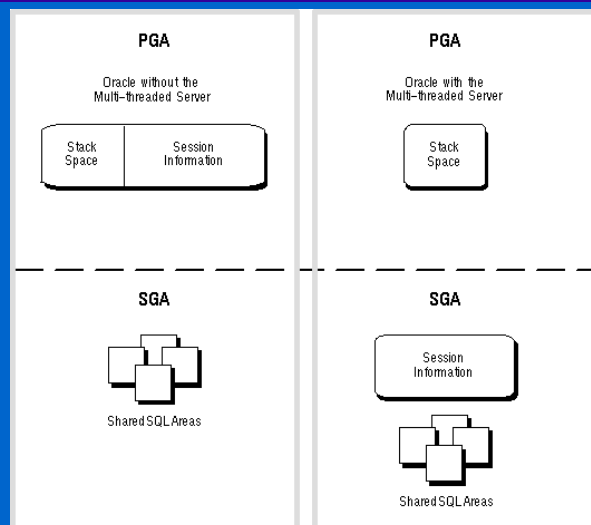 PGA
Oracle without the
Multi-threaded Server
Stack
Space
Session
Information
SGA
Shared SQL Areas
PGA
Oracle with the
Multi-threaded Server
Stack
Space
SGA
Session
Information
Shared SQL Areas